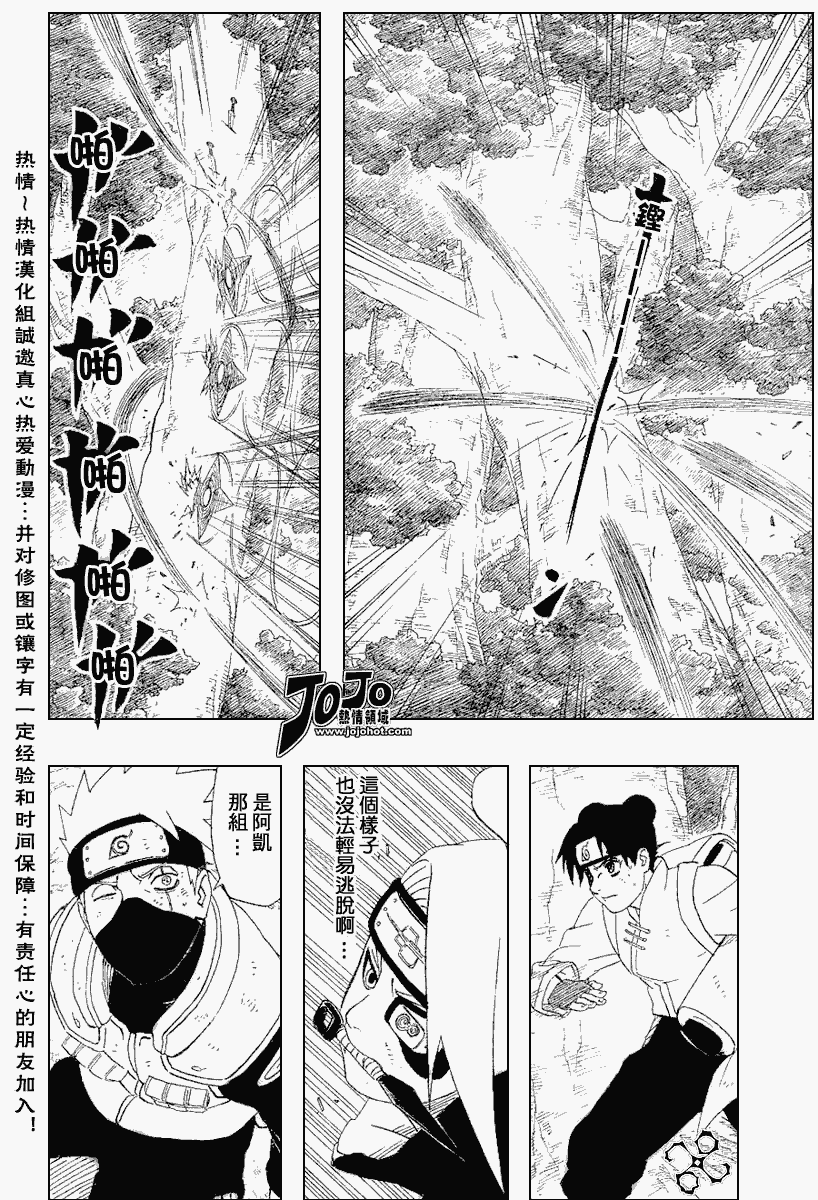 鏗
啪
啪
啪
啪
啪
啪
JOJO
熱情領域
www.jojohot.com
這個樣子
也沒法輕易逃脫啊…
是阿凱
那組…
热情～热情漢化組誠邀真心热爱動漫…并对修图或镶字有一定经验和时间保障…有责任心的朋友加入！